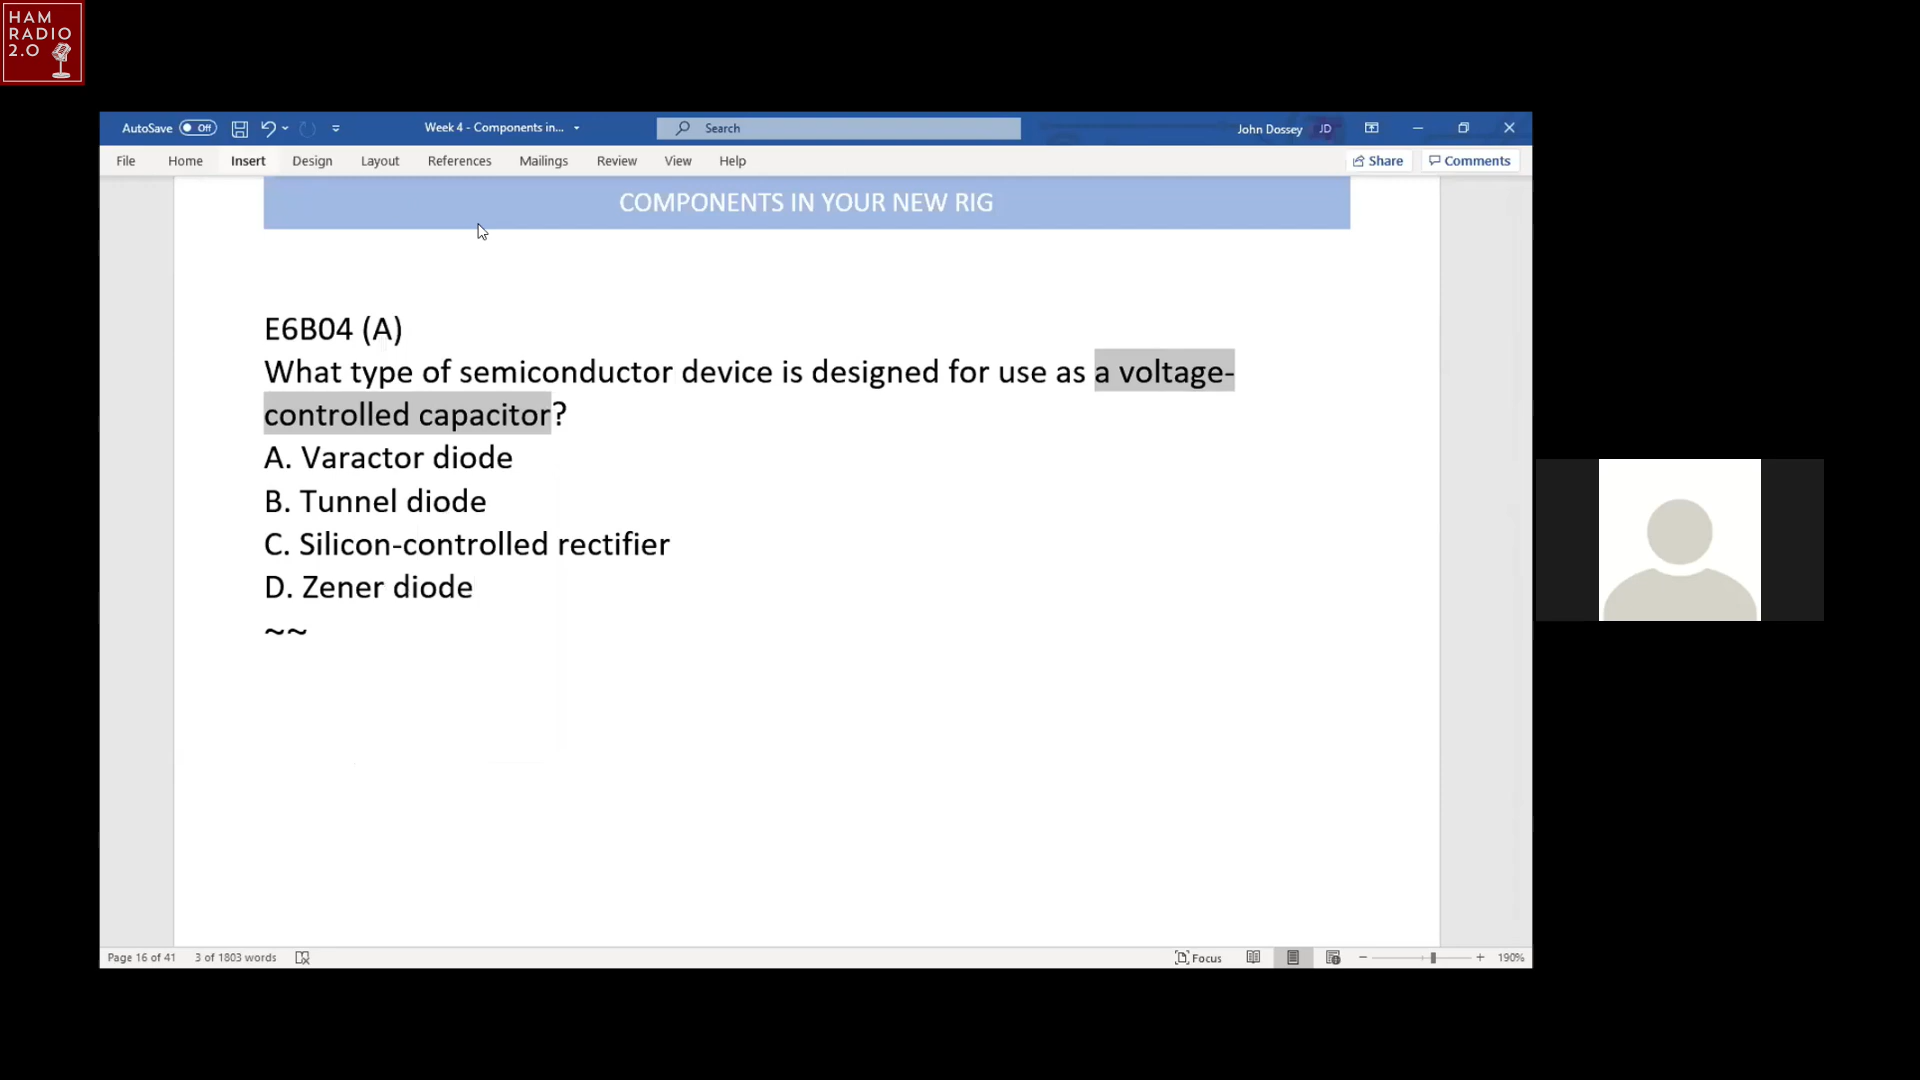 HAM
RADIO
2.0
AutoSave Off
Week 4 - Components in...
Search
John Dossey JD
File Home Insert Design Layout References Mailings Review View Help
Share Comments
COMPONENTS IN YOUR NEW RIG
E6B04 (A)
What type of semiconductor device is designed for use as a voltage-
controlled capacitor?
A. Varactor diode
B. Tunnel diode
C. Silicon-controlled rectifier
D. Zener diode
~~
Page 16 of 41 3 of 1803 words Focus 190%